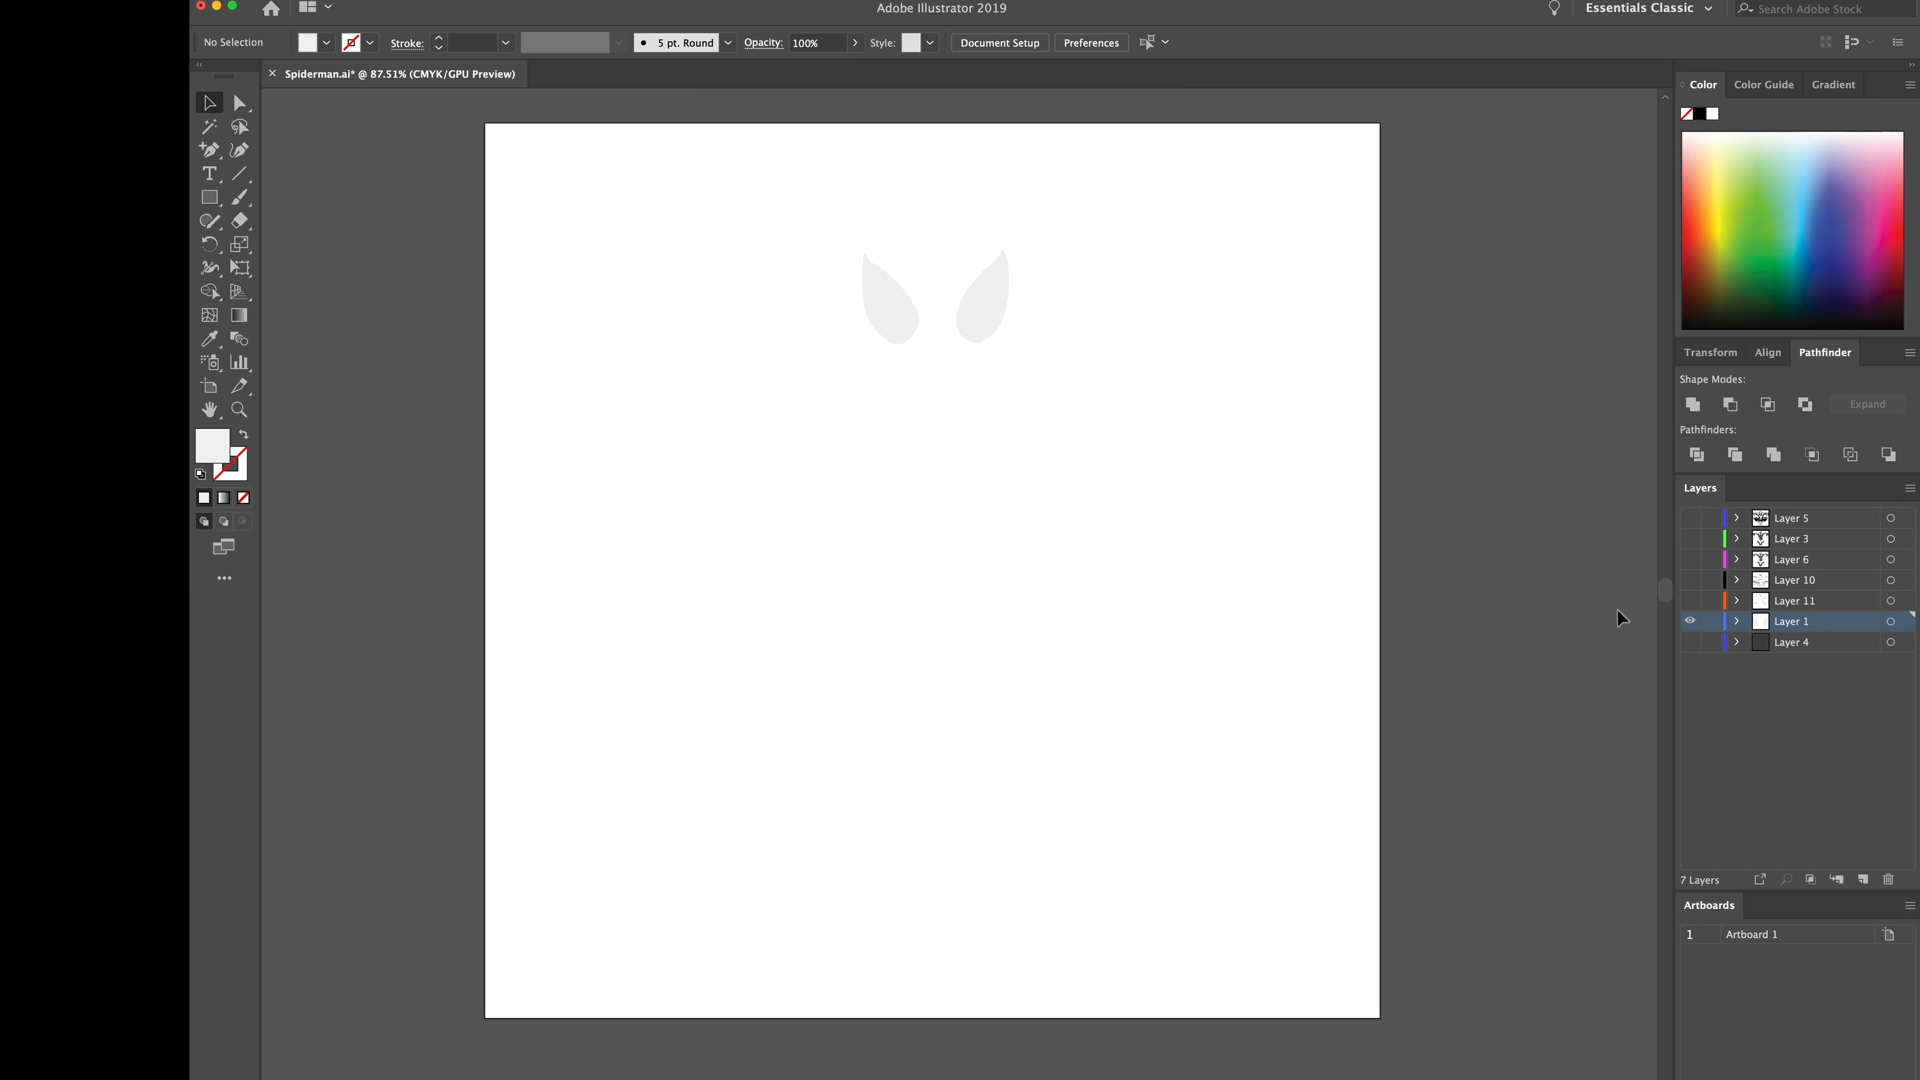 Adobe Illustrator 2019
Essentials Classic
Search Adobe Stock
No Selection
Stroke:
5 pt. Round
Opacity:
100%
Style:
Document Setup
Preferences
Spiderman.ai* @ 87.51% (CMYK/GPU Preview)
Color
Color Guide
Gradient
Transform
Align
Pathfinder
Shape Modes:
Expand
Pathfinders:
Layers
Layer 5
Layer 3
Layer 6
Layer 10
Layer 11
Layer 1
Layer 4
7 Layers
Artboards
1 Artboard 1